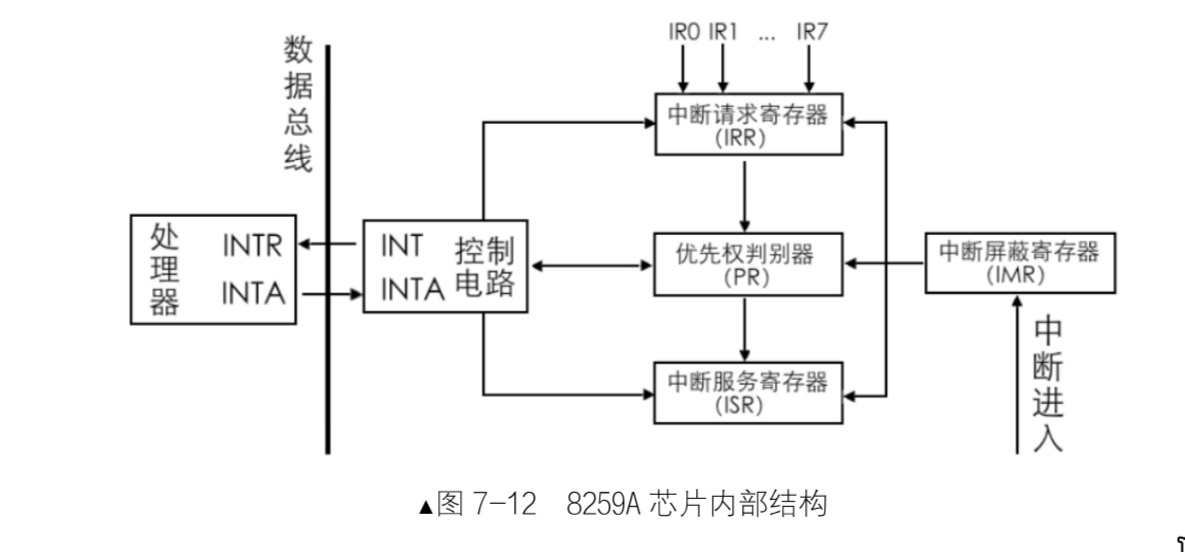 数据总线
IR0 IR1 ... IR7
中断请求寄存器
(IRR)
处理器
INTR
INTA
INT
INTA
控制
电路
优先权判别器
(PR)
中断屏蔽寄存器
(IMR)
中断服务寄存器
(ISR)
中断进入
▲图 7-12 8259A 芯片内部结构